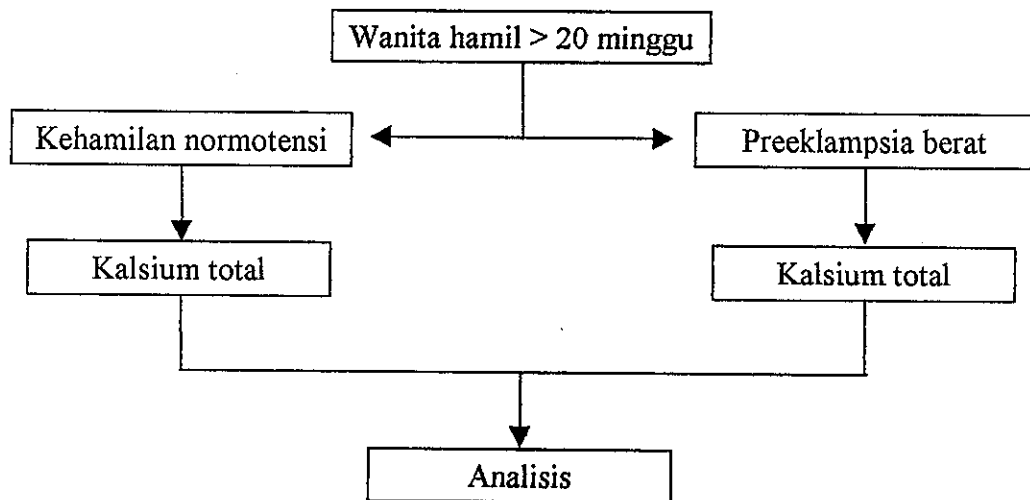 Wanita hamil > 20 minggu
Kehamilan normotensi
Preeklampsia berat
Kalsium total
Kalsium total
Analisis